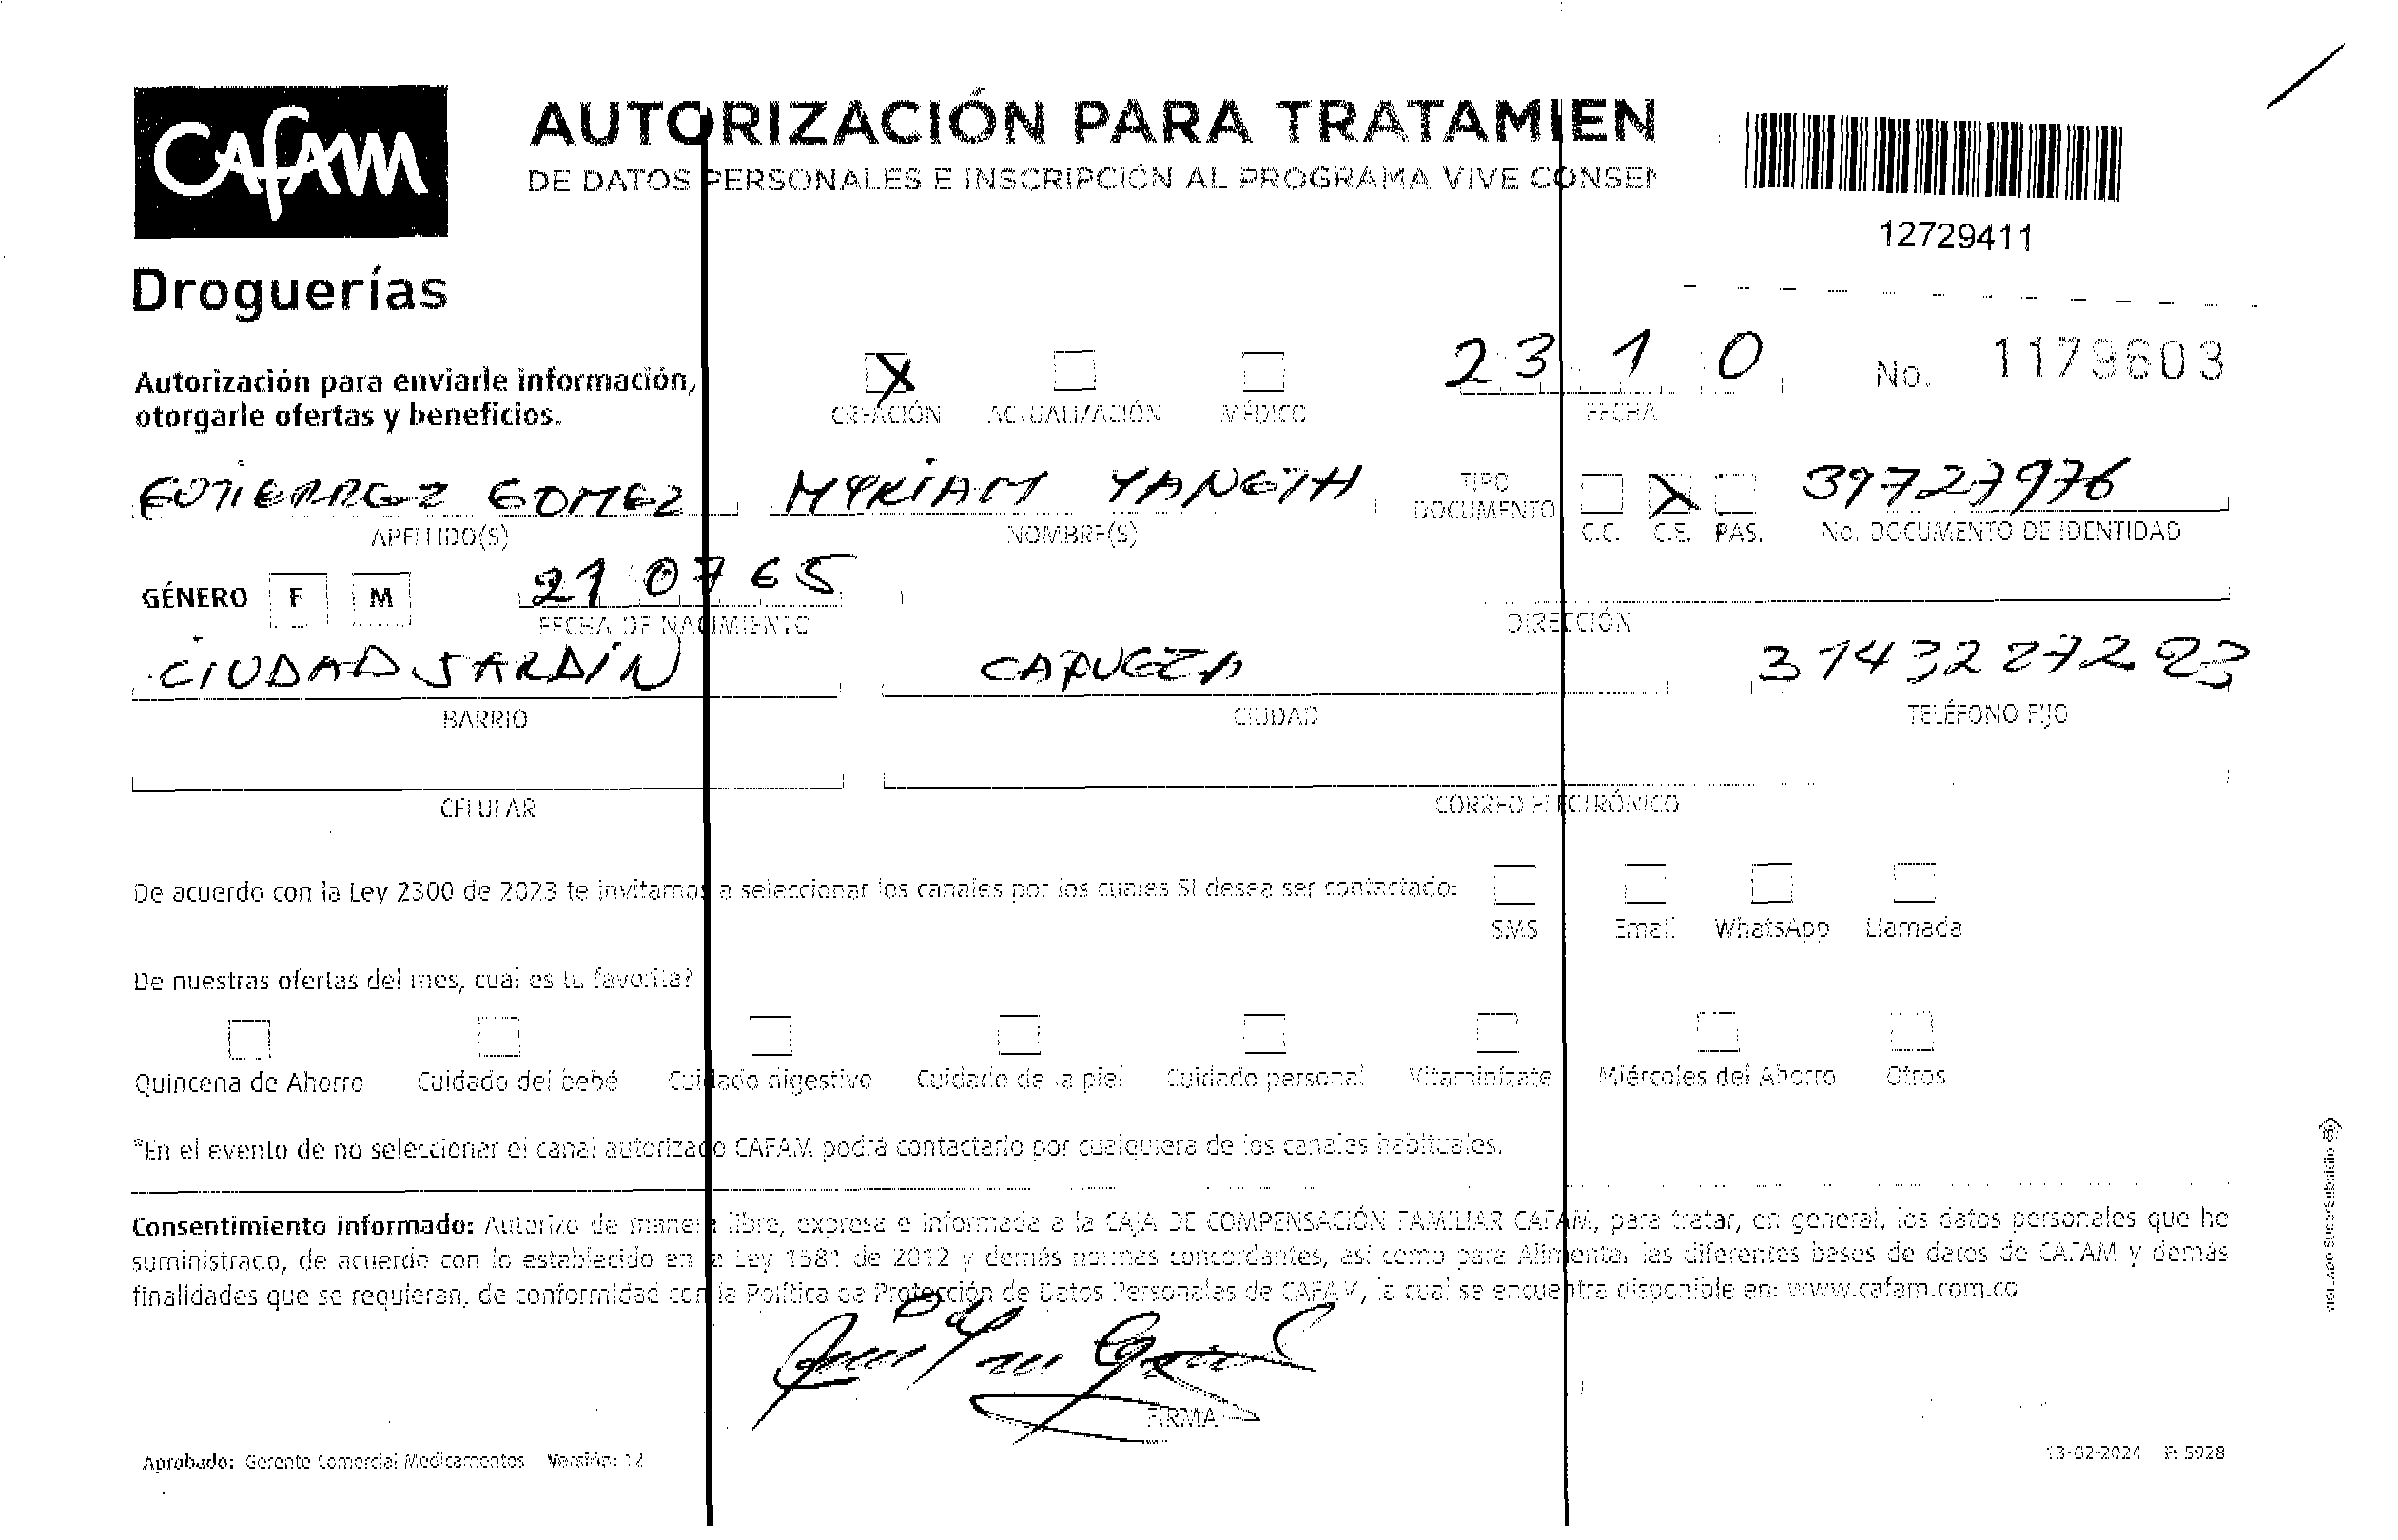 CAFAM
Droguerías
AUTORIZACIÓN PARA TRATAMIEN
DE DATOS PERSONALES E INSCRIPCIÓN AL PROGRAMA VIVE CONSEN
12729411
Autorización para enviarle información,
otorgarle ofertas y beneficios.
X
CREACIÓN ACTUALIZACIÓN MÉDICO
23 10
FECHA
No. 1179603
GUTIERREZ GOMEZ MYRIAM YANETH
APELLIDO(S) NOMBRE(S)
TIPO
DOCUMENTO
X
C.C. C.E. PAS.
39727976
No. DOCUMENTO DE IDENTIDAD
GÉNERO F M
21 07 65
FECHA DE NACIMIENTO
DIRECCIÓN
CIUDAD JARDIN CAQUEZA 3143227223
BARRIO CIUDAD TELÉFONO FIJO
CELULAR CORREO ELECTRÓNICO
De acuerdo con la Ley 2300 de 2023 te invitamos a seleccionar los canales por los cuales SI desea ser contactado:
SMS Email WhatsApp Llamada
De nuestras ofertas del mes, cual es tu favorita?
Quincena de Ahorro Cuidado del bebé Cuidado digestivo Cuidado de la piel Cuidado personal Vitaminízate Miércoles del Ahorro Otros
*En el evento de no seleccionar el canal autorizado CAFAM podrá contactarlo por cualquiera de los canales habituales.
Consentimiento informado: Autorizo de manera libre, expresa e informada a la CAJA DE COMPENSACIÓN FAMILIAR CAFAM, para tratar, en general, los datos personales que he
suministrado, de acuerdo con lo establecido en la Ley 1581 de 2012 y demás normas concordantes, así como para Alimentar las diferentes bases de datos de CAFAM y demás
finalidades que se requieran, de conformidad con la Política de Protección de Datos Personales de CAFAM, la cual se encuentra disponible en: www.cafam.com.co
FIRMA
Aprobado: Gerente Comercial Medicamentos Versión: 12
13-02-2024 F: 5928
VIGILADO SuperSubsidio